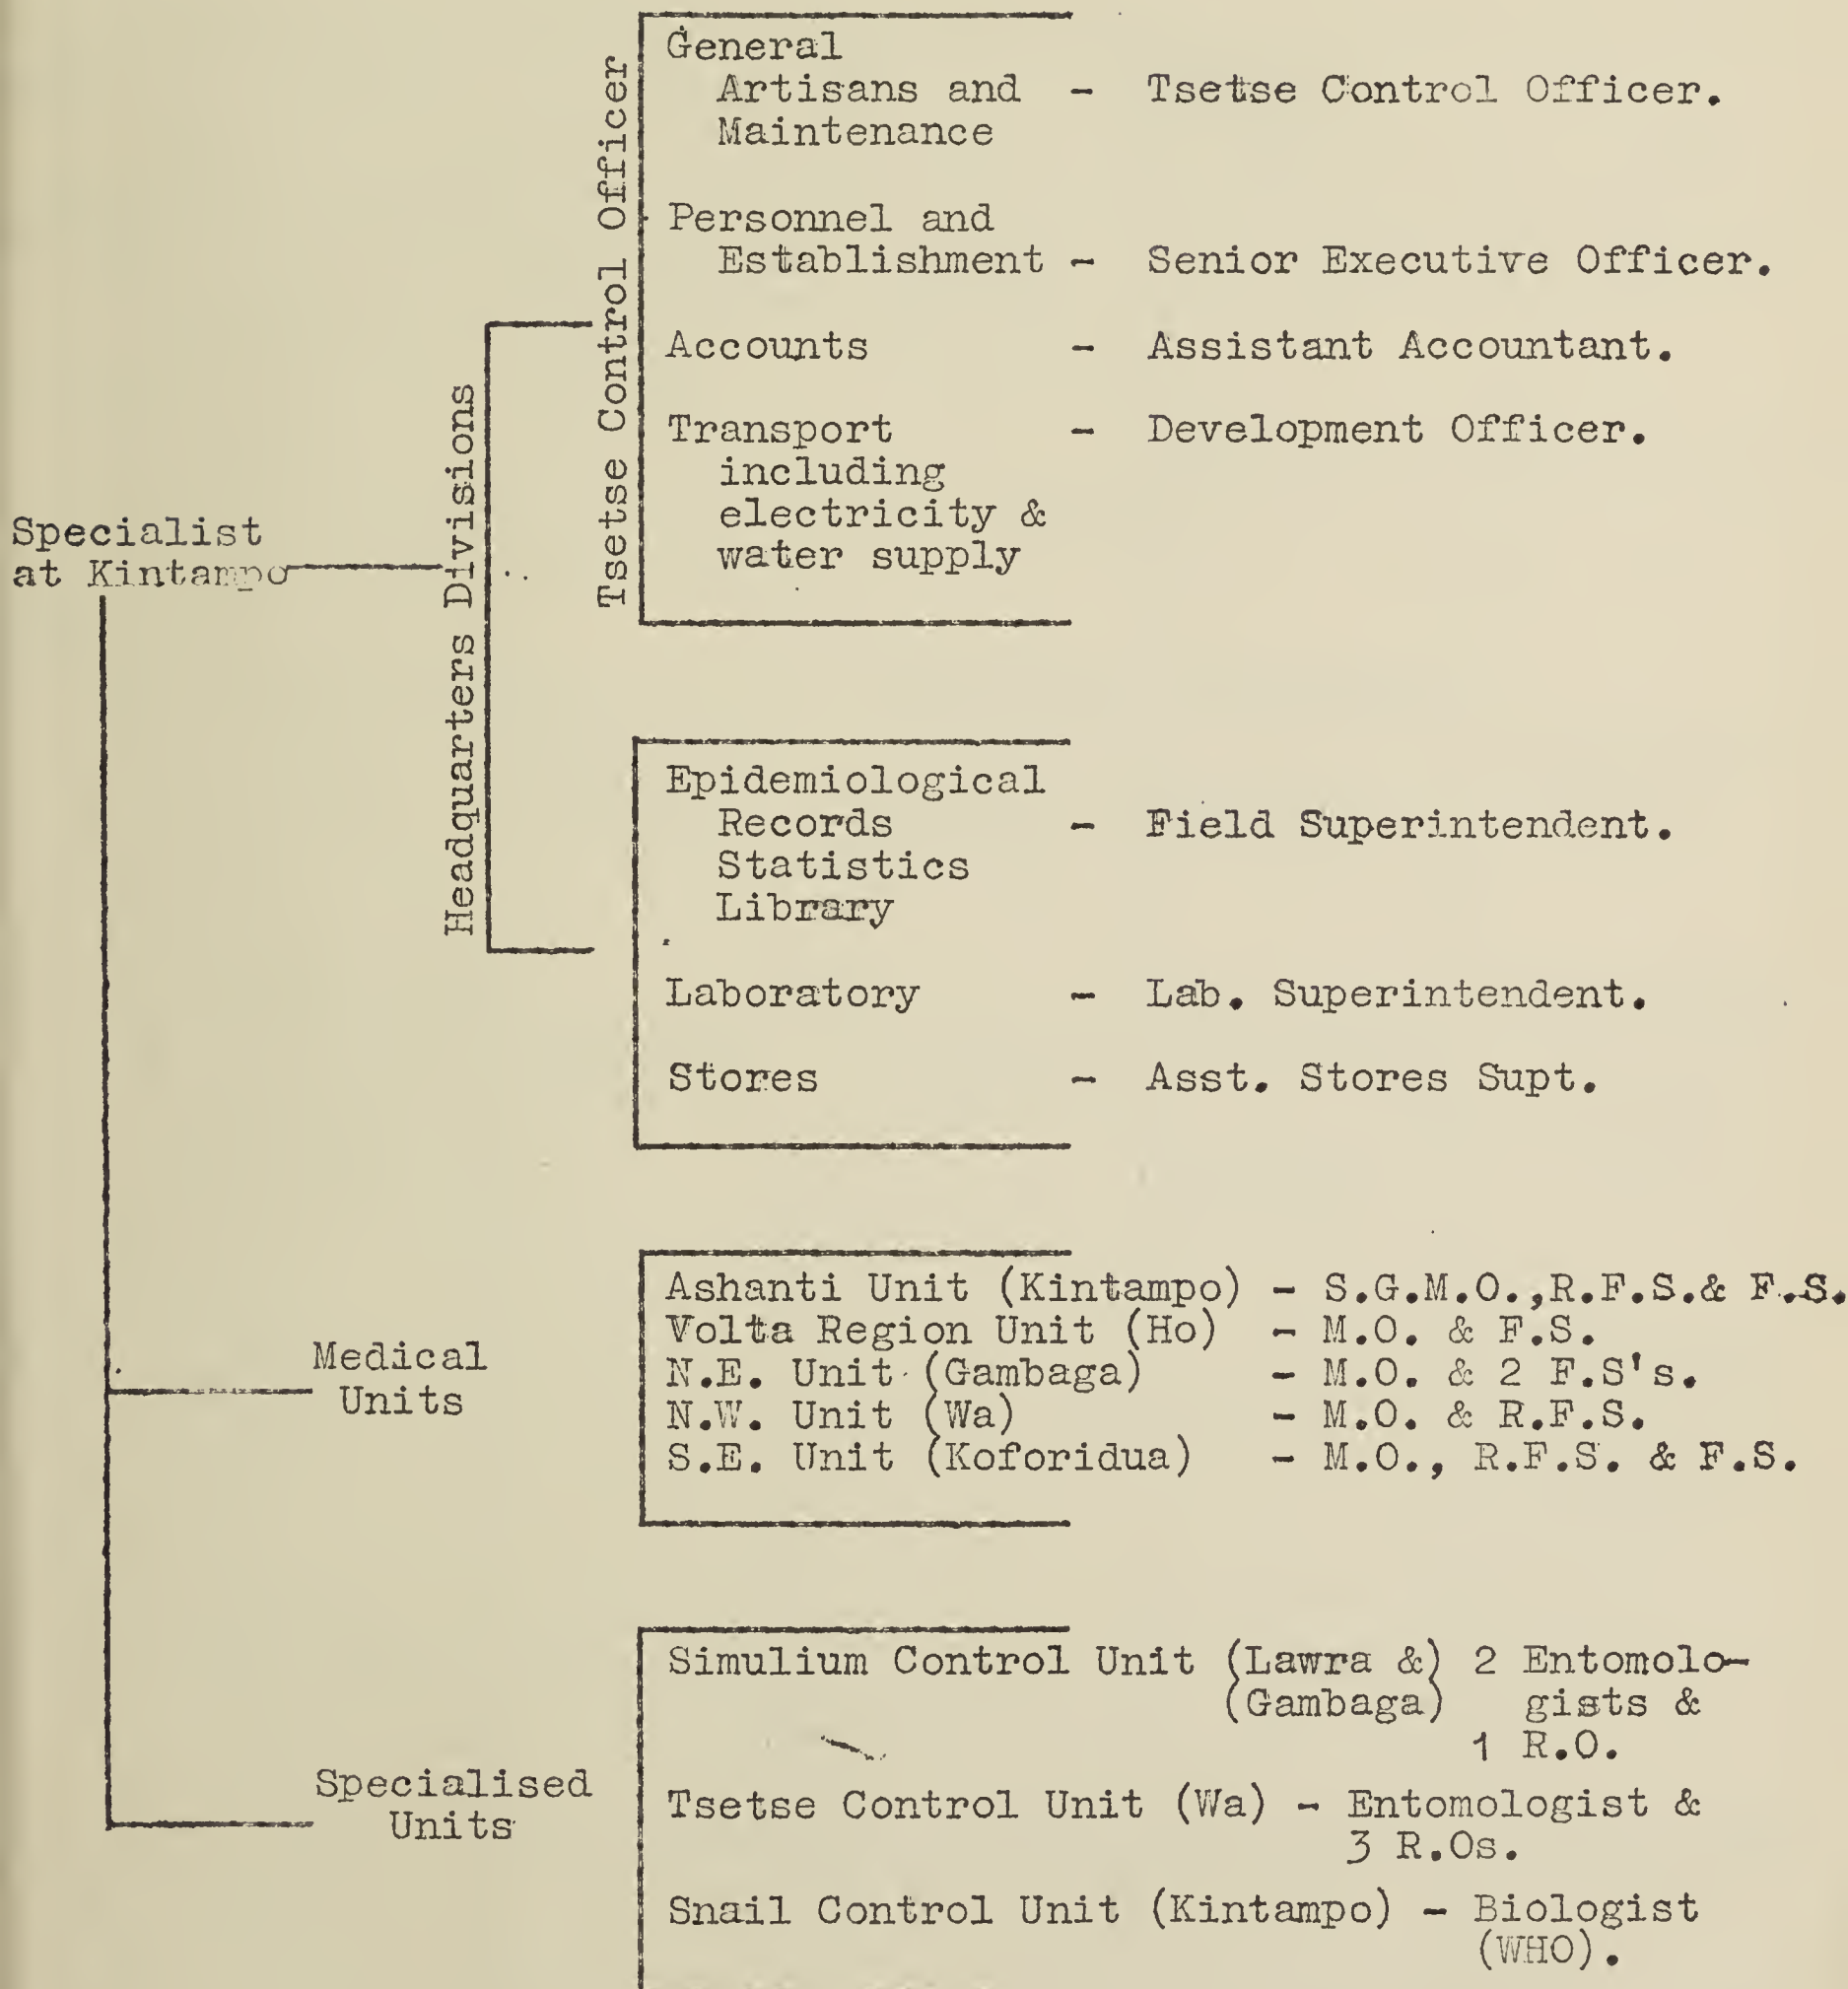 Specialist
at Kintampo
Headquarters Divisions
Tsetse Control Officer
General
Artisans and - Tsetse Control Officer.
Maintenance
Personnel and
Establishment - Senior Executive Officer.
Accounts - Assistant Accountant.
Transport - Development Officer.
including
electricity &
water supply
Epidemiological
Records - Field Superintendent.
Statistics
Library
Laboratory - Lab. Superintendent.
Stores - Asst. Stores Supt.
Medical
Units
Ashanti Unit (Kintampo) - S.G.M.O.,R.F.S.& F.S.
Volta Region Unit (Ho) - M.O. & F.S.
N.E. Unit (Gambaga) - M.O. & 2 F.S's.
N.W. Unit (Wa) - M.O. & R.F.S.
S.E. Unit (Koforidua) - M.O., R.F.S. & F.S.
Specialised
Units
Simulium Control Unit (Lawra &) 2 Entomolo-
(Gambaga) gists &
1 R.O.
Tsetse Control Unit (Wa) - Entomologist &
3 R.Os.
Snail Control Unit (Kintampo) - Biologist
(WHO).